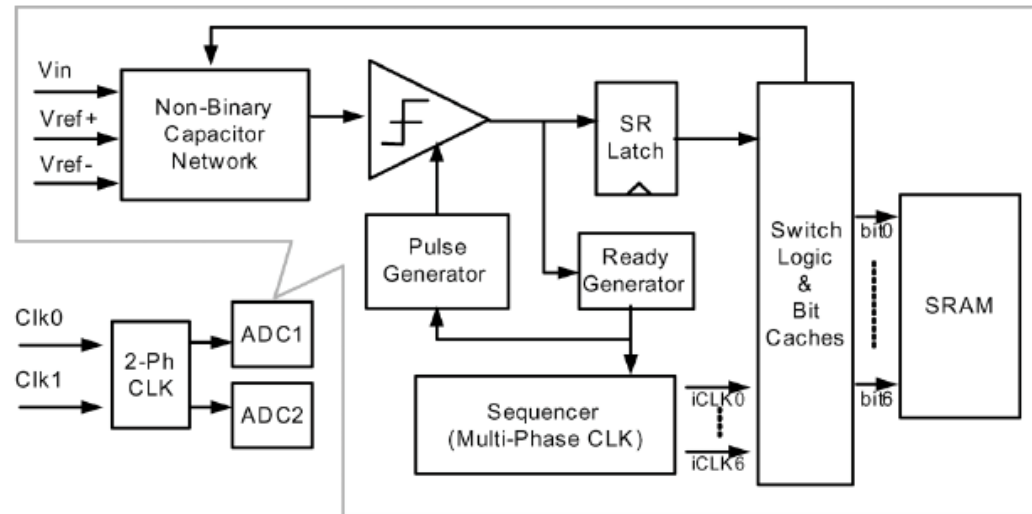 Vin
Vref+
Vref-
Non-Binary
Capacitor
Network
SR
Latch
Pulse
Generator
Ready
Generator
Switch
Logic
&
Bit
Caches
bit0
bit6
SRAM
Clk0
Clk1
2-Ph
CLK
ADC1
ADC2
Sequencer
(Multi-Phase CLK)
iCLK0
iCLK6